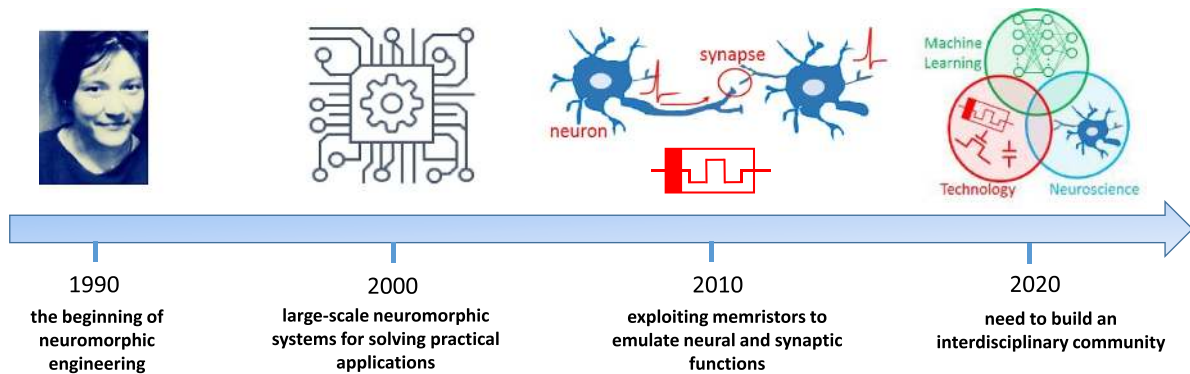 Machine
Learning
Technology
Neuroscience
synapse
neuron
1990
the beginning of
neuromorphic
engineering
2000
large-scale neuromorphic
systems for solving practical
applications
2010
exploiting memristors to
emulate neural and synaptic
functions
2020
need to build an
interdisciplinary community